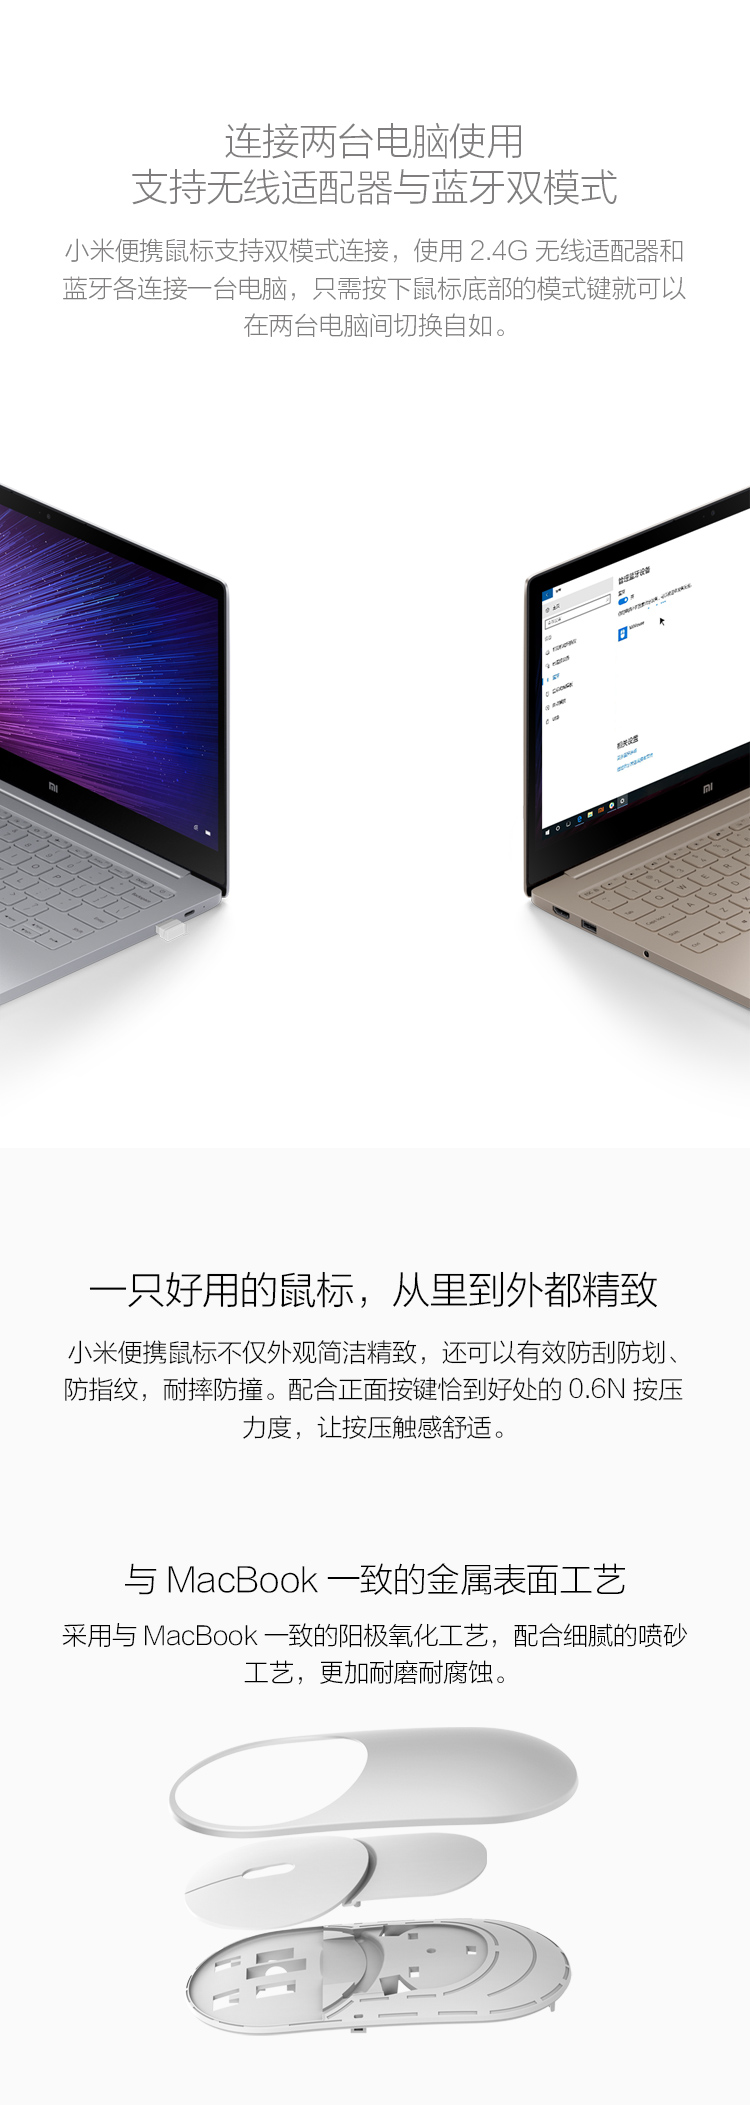 连接两台电脑使用
支持无线适配器与蓝牙双模式
小米便携鼠标支持双模式连接，使用 2.4G 无线适配器和
蓝牙各连接一台电脑，只需按下鼠标底部的模式键就可以
在两台电脑间切换自如。
管理蓝牙设备
蓝牙
开
相关设置
mi
mi
一只好用的鼠标，从里到外都精致
小米便携鼠标不仅外观简洁精致，还可以有效防刮防划、
防指纹，耐摔防撞。配合正面按键恰到好处的 0.6N 按压
力度，让按压触感舒适。
与 MacBook 一致的金属表面工艺
采用与 MacBook 一致的阳极氧化工艺，配合细腻的喷砂
工艺，更加耐磨耐腐蚀。